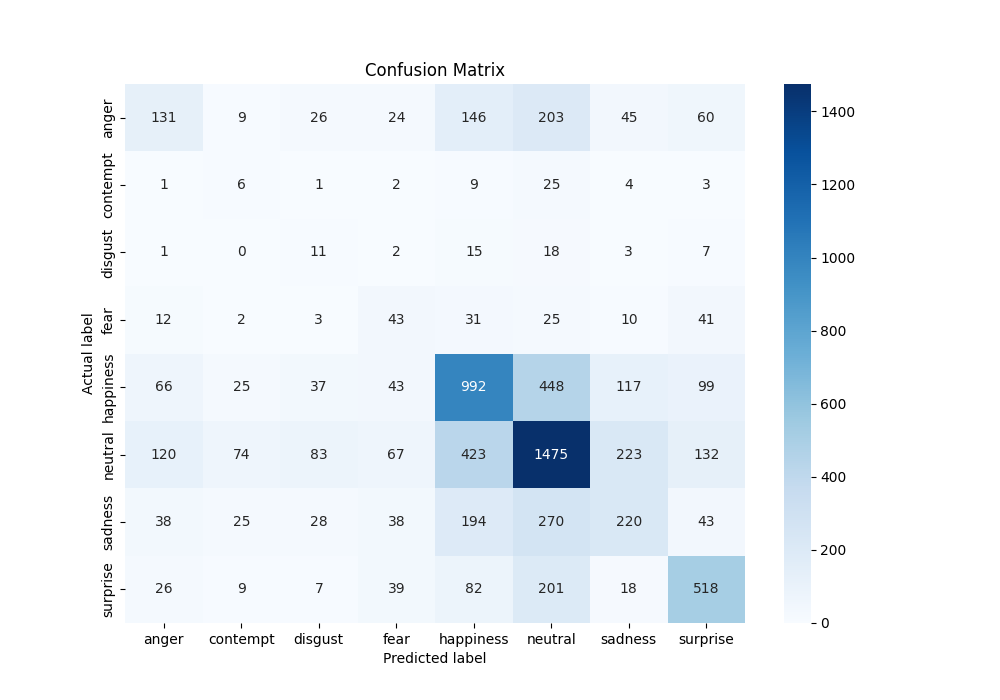 Confusion Matrix
anger 131 9 26 24 146 203 45 60
contempt 1 6 1 2 9 25 4 3
disgust 1 0 11 2 15 18 3 7
fear 12 2 3 43 31 25 10 41
happiness 66 25 37 43 992 448 117 99
neutral 120 74 83 67 423 1475 223 132
sadness 38 25 28 38 194 270 220 43
surprise 26 9 7 39 82 201 18 518
anger contempt disgust fear happiness neutral sadness surprise
Predicted label
Actual label
1400
1200
1000
800
600
400
200
0